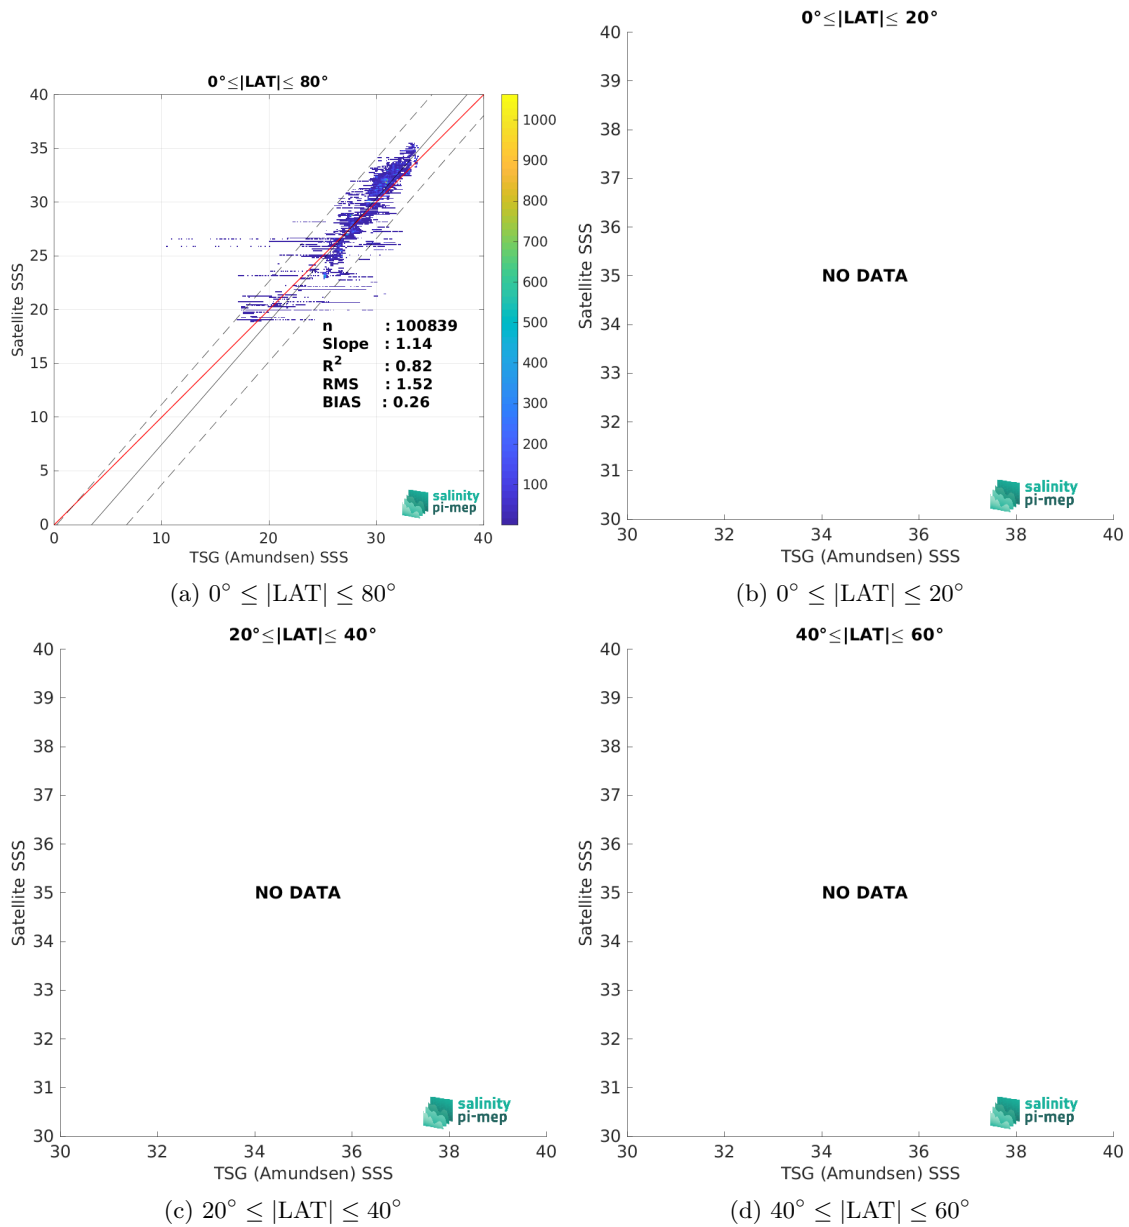 0°≤|LAT|≤ 80°
40
35
30
25
20
15
10
5
0
Satellite SSS
0
10
20
30
40
TSG (Amundsen) SSS
n : 100839
Slope : 1.14
R² : 0.82
RMS : 1.52
BIAS : 0.26
1000
900
800
700
600
500
400
300
200
100
salinity
pi-mep
(a) 0° ≤ |LAT| ≤ 80°
0°≤|LAT|≤ 20°
40
39
38
37
36
35
34
33
32
31
30
Satellite SSS
NO DATA
salinity
pi-mep
30
32
34
36
38
40
TSG (Amundsen) SSS
(b) 0° ≤ |LAT| ≤ 20°
20°≤|LAT|≤ 40°
40
39
38
37
36
35
34
33
32
31
30
Satellite SSS
NO DATA
salinity
pi-mep
30
32
34
36
38
40
TSG (Amundsen) SSS
(c) 20° ≤ |LAT| ≤ 40°
40°≤|LAT|≤ 60°
40
39
38
37
36
35
34
33
32
31
30
Satellite SSS
NO DATA
salinity
pi-mep
30
32
34
36
38
40
TSG (Amundsen) SSS
(d) 40° ≤ |LAT| ≤ 60°